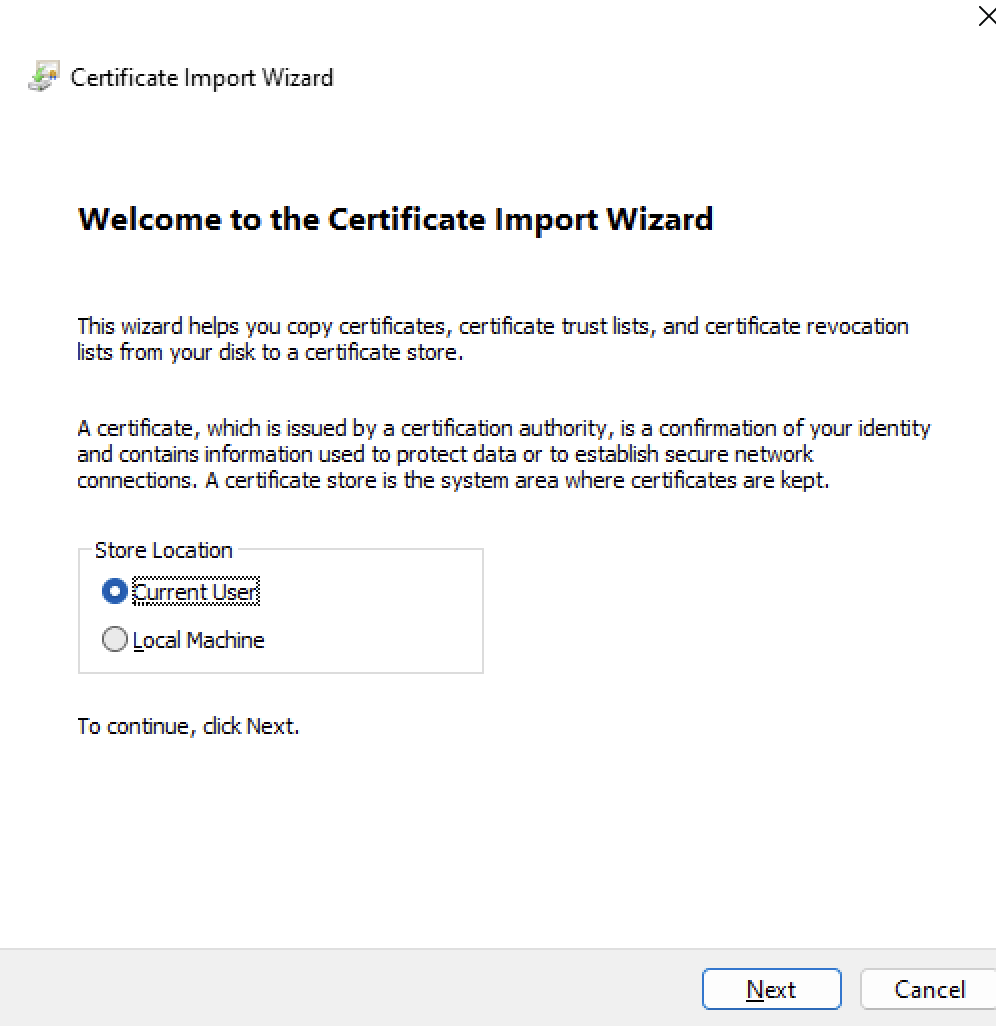 Certificate Import Wizard
Welcome to the Certificate Import Wizard
This wizard helps you copy certificates, certificate trust lists, and certificate revocation
lists from your disk to a certificate store.
A certificate, which is issued by a certification authority, is a confirmation of your identity
and contains information used to protect data or to establish secure network
connections. A certificate store is the system area where certificates are kept.
Store Location
Current User
Local Machine
To continue, click Next.
Next
Cancel